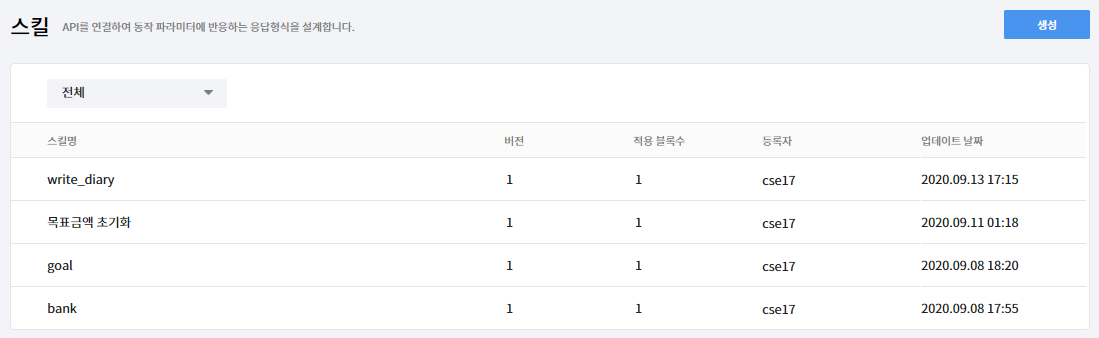 스킬 API를 연결하여 동작 파라미터에 반응하는 응답형식을 설계합니다. 생성
전체
스킬명 버전 적용 블록수 등록자 업데이트 날짜
write_diary 1 1 cse17 2020.09.13 17:15
목표금액 초기화 1 1 cse17 2020.09.11 01:18
goal 1 1 cse17 2020.09.08 18:20
bank 1 1 cse17 2020.09.08 17:55